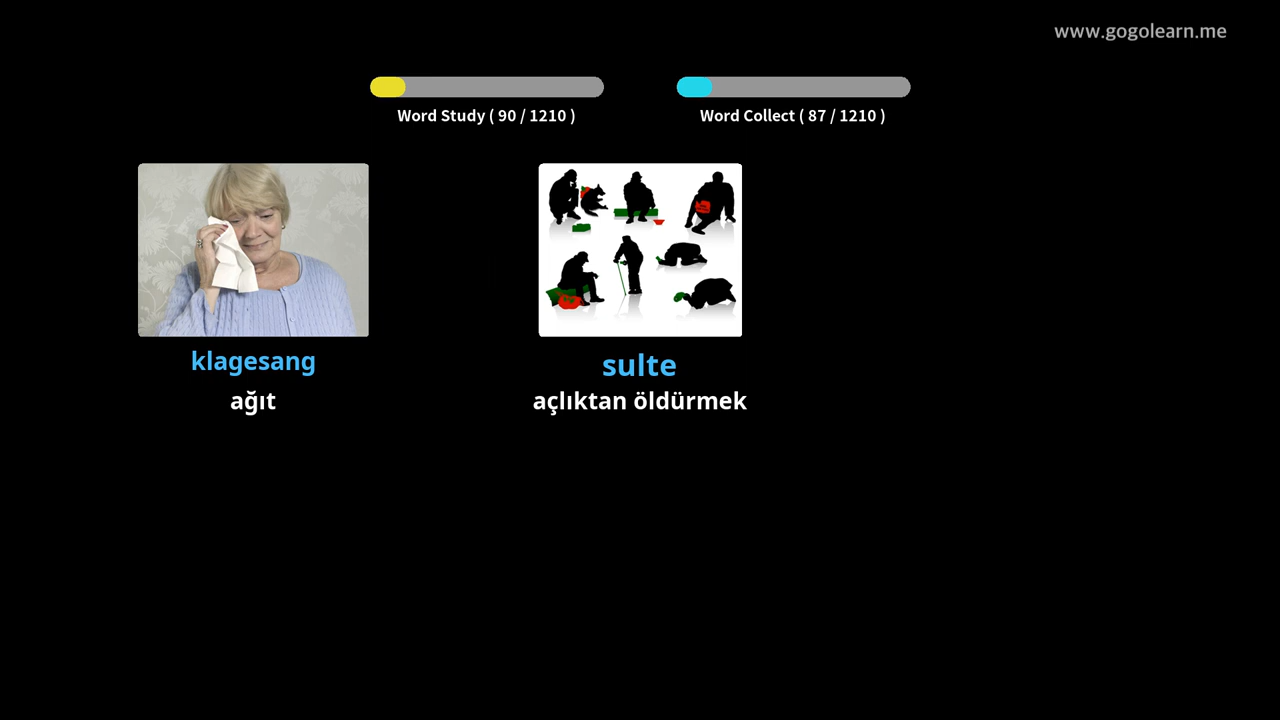 www.gogolearn.me
Word Study ( 90 / 1210 )
Word Collect ( 87 / 1210 )
klagesang
ağıt
sulte
açlıktan öldürmek